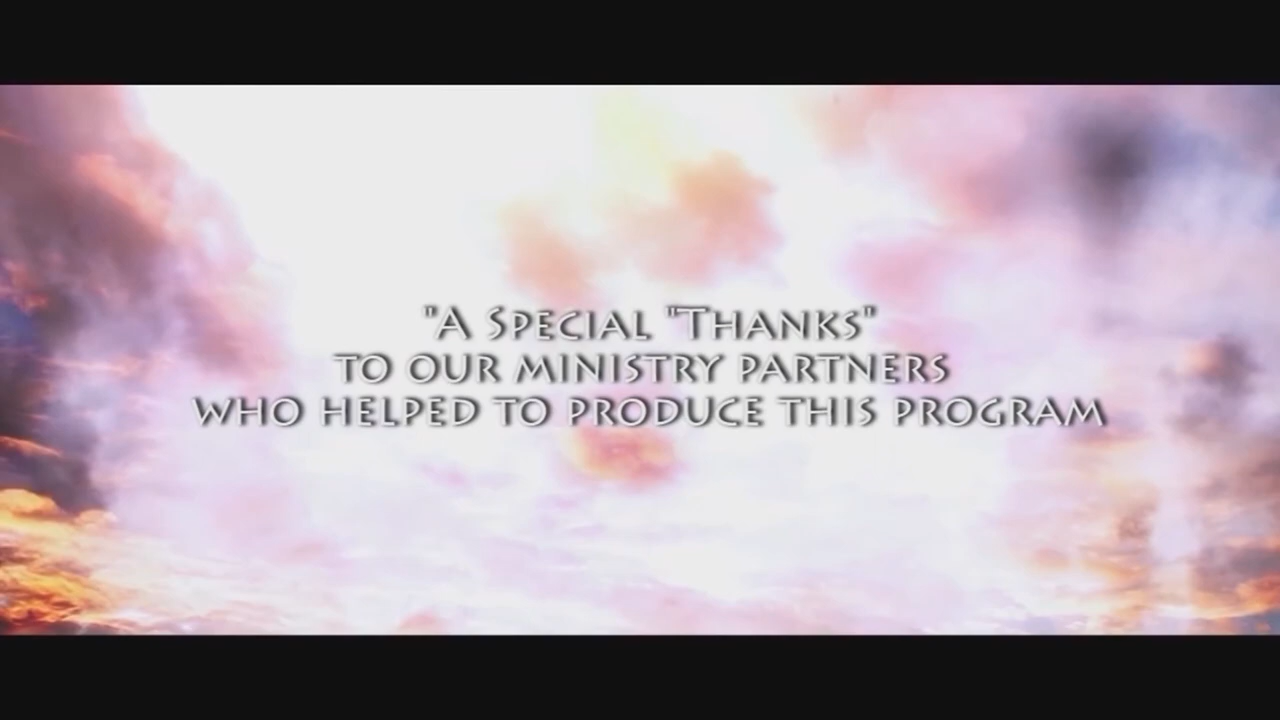 "A Special "Thanks"
to our ministry partners
who helped to produce this program